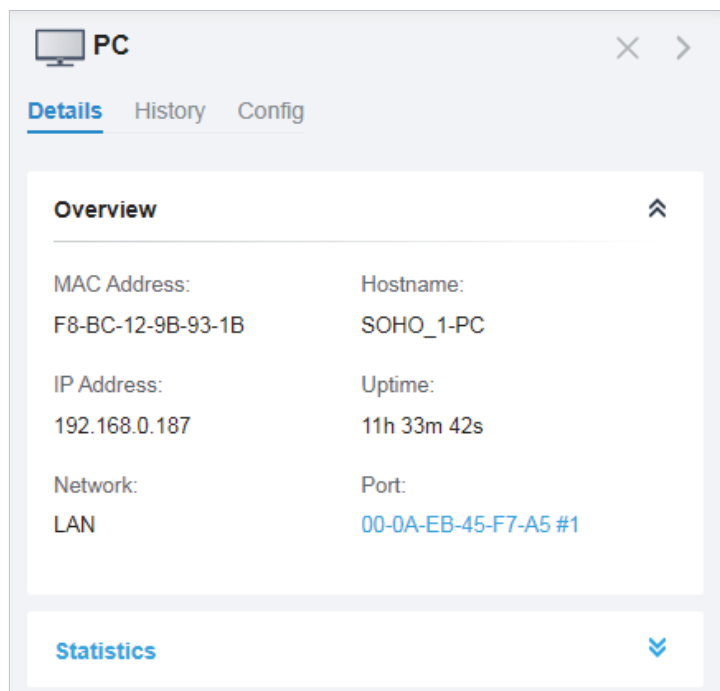 PC
Details History Config
Overview
MAC Address: Hostname:
F8-BC-12-9B-93-1B SOHO_1-PC
IP Address: Uptime:
192.168.0.187 11h 33m 42s
Network: Port:
LAN 00-0A-EB-45-F7-A5 #1
Statistics